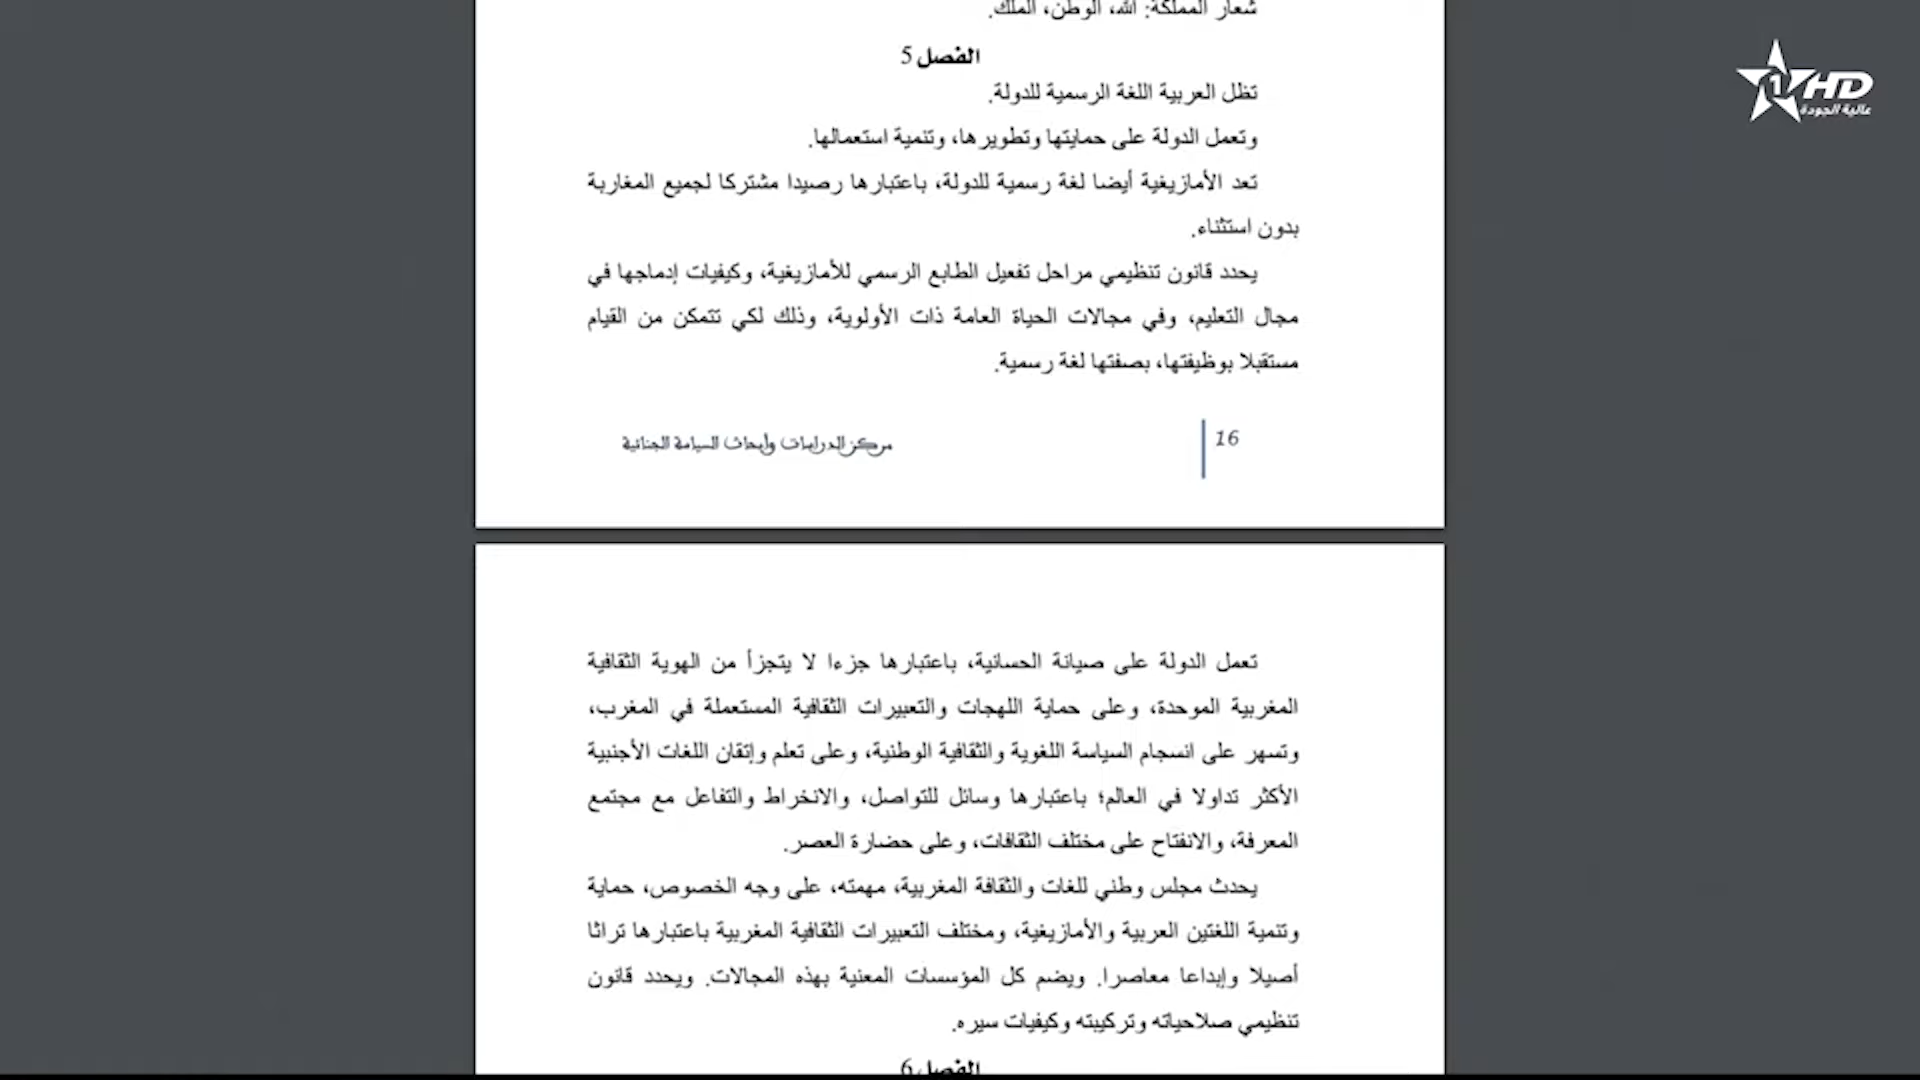 شعار المملكة: الله، الوطن، الملك.
الفصل 5
تظل العربية اللغة الرسمية للدولة.
وتعمل الدولة على حمايتها وتطويرها، وتنمية استعمالها.
تعد الأمازيغية أيضا لغة رسمية للدولة، باعتبارها رصيدا مشتركا لجميع المغاربة
بدون استثناء.
يحدد قانون تنظيمي مراحل تفعيل الطابع الرسمي للأمازيغية، وكيفيات إدماجها في
مجال التعليم، وفي مجالات الحياة العامة ذات الأولوية، وذلك لكي تتمكن من القيام
مستقبلا بوظيفتها، بصفتها لغة رسمية.
16
مركز الدراسات وأبحاث السياسة الجنائية
تعمل الدولة على صيانة الحسانية، باعتبارها جزءا لا يتجزأ من الهوية الثقافية
المغربية الموحدة، وعلى حماية اللهجات والتعبيرات الثقافية المستعملة في المغرب،
وتسهر على انسجام السياسة اللغوية والثقافية الوطنية، وعلى تعلم وإتقان اللغات الأجنبية
الأكثر تداولا في العالم؛ باعتبارها وسائل للتواصل، والانخراط والتفاعل مع مجتمع
المعرفة، والانفتاح على مختلف الثقافات، وعلى حضارة العصر.
يحدث مجلس وطني للغات والثقافة المغربية، مهمته، على وجه الخصوص، حماية
وتنمية اللغتين العربية والأمازيغية، ومختلف التعبيرات الثقافية المغربية باعتبارها تراثا
أصيلا وإبداعا معاصرا. ويضم كل المؤسسات المعنية بهذه المجالات. ويحدد قانون
تنظيمي صلاحياته وتركيبته وكيفيات سيره.
الفصل 6
1 HD
عالية الجودة